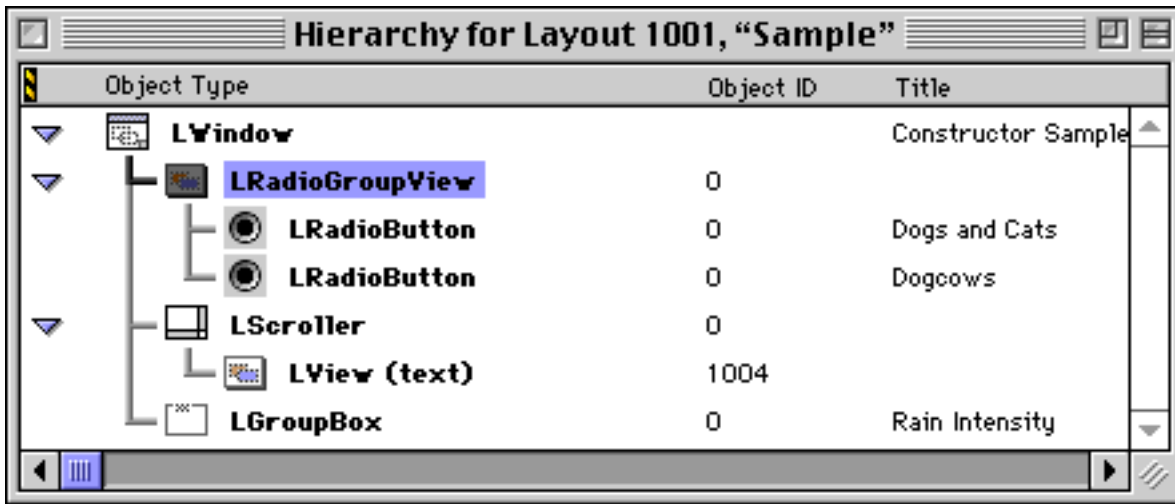 Hierarchy for Layout 1001, “Sample”
Object Type Object ID Title
LWindow Constructor Sample
LRadioGroupView 0
LRadioButton 0 Dogs and Cats
LRadioButton 0 Dogcows
LScroller 0
LView (text) 1004
LGroupBox 0 Rain Intensity